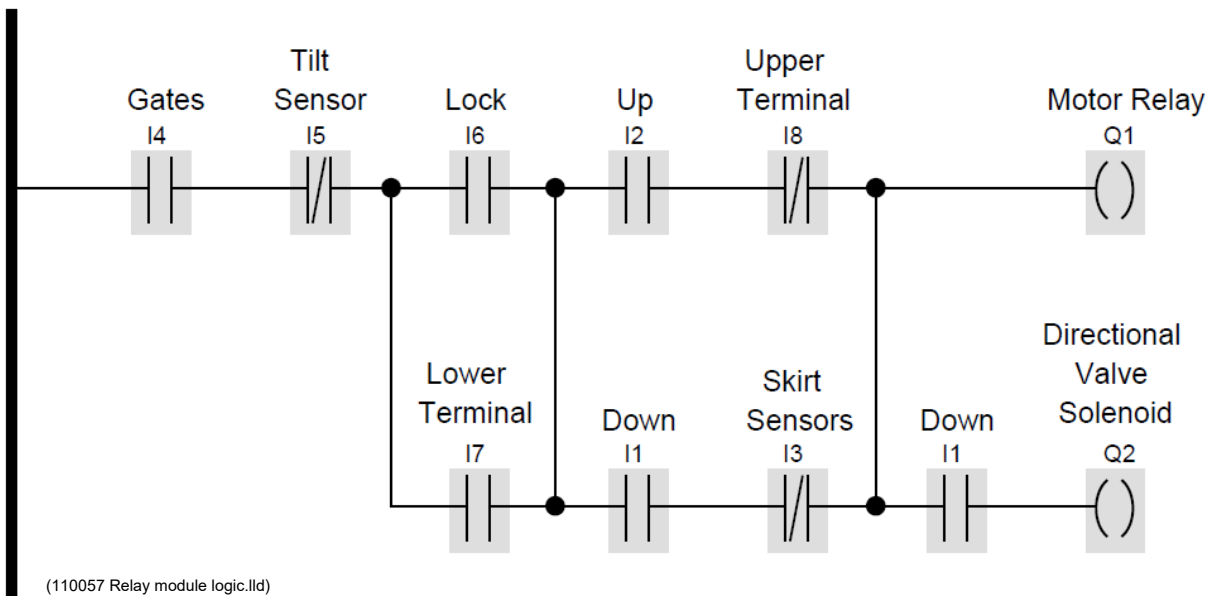 Tilt
Upper
Gates
Sensor
Lock
Up
Terminal
Motor Relay
I4
I5
I6
I2
I8
Q1
Directional
Lower
Skirt
Valve
Terminal
Down
Sensors
Down
Solenoid
I7
I1
I3
I1
Q2
(110057 Relay module logic.lld)